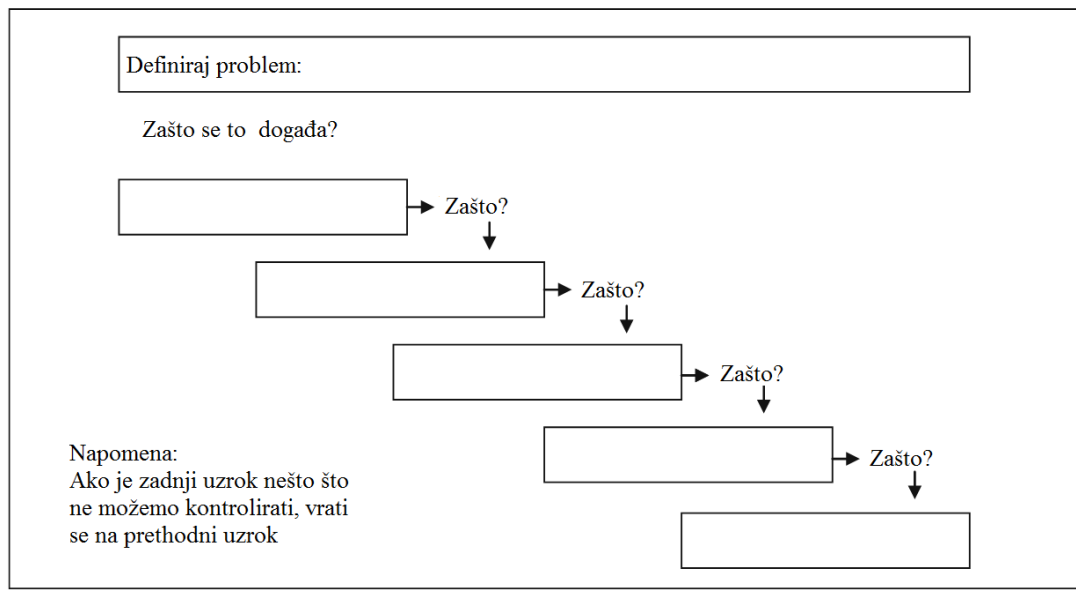 Definiraj problem:
Zašto se to  događa?
Zašto?
Zašto?
Zašto?
Zašto?
Napomena:
Ako je zadnji uzrok nešto što
ne možemo kontrolirati, vrati
se na prethodni uzrok